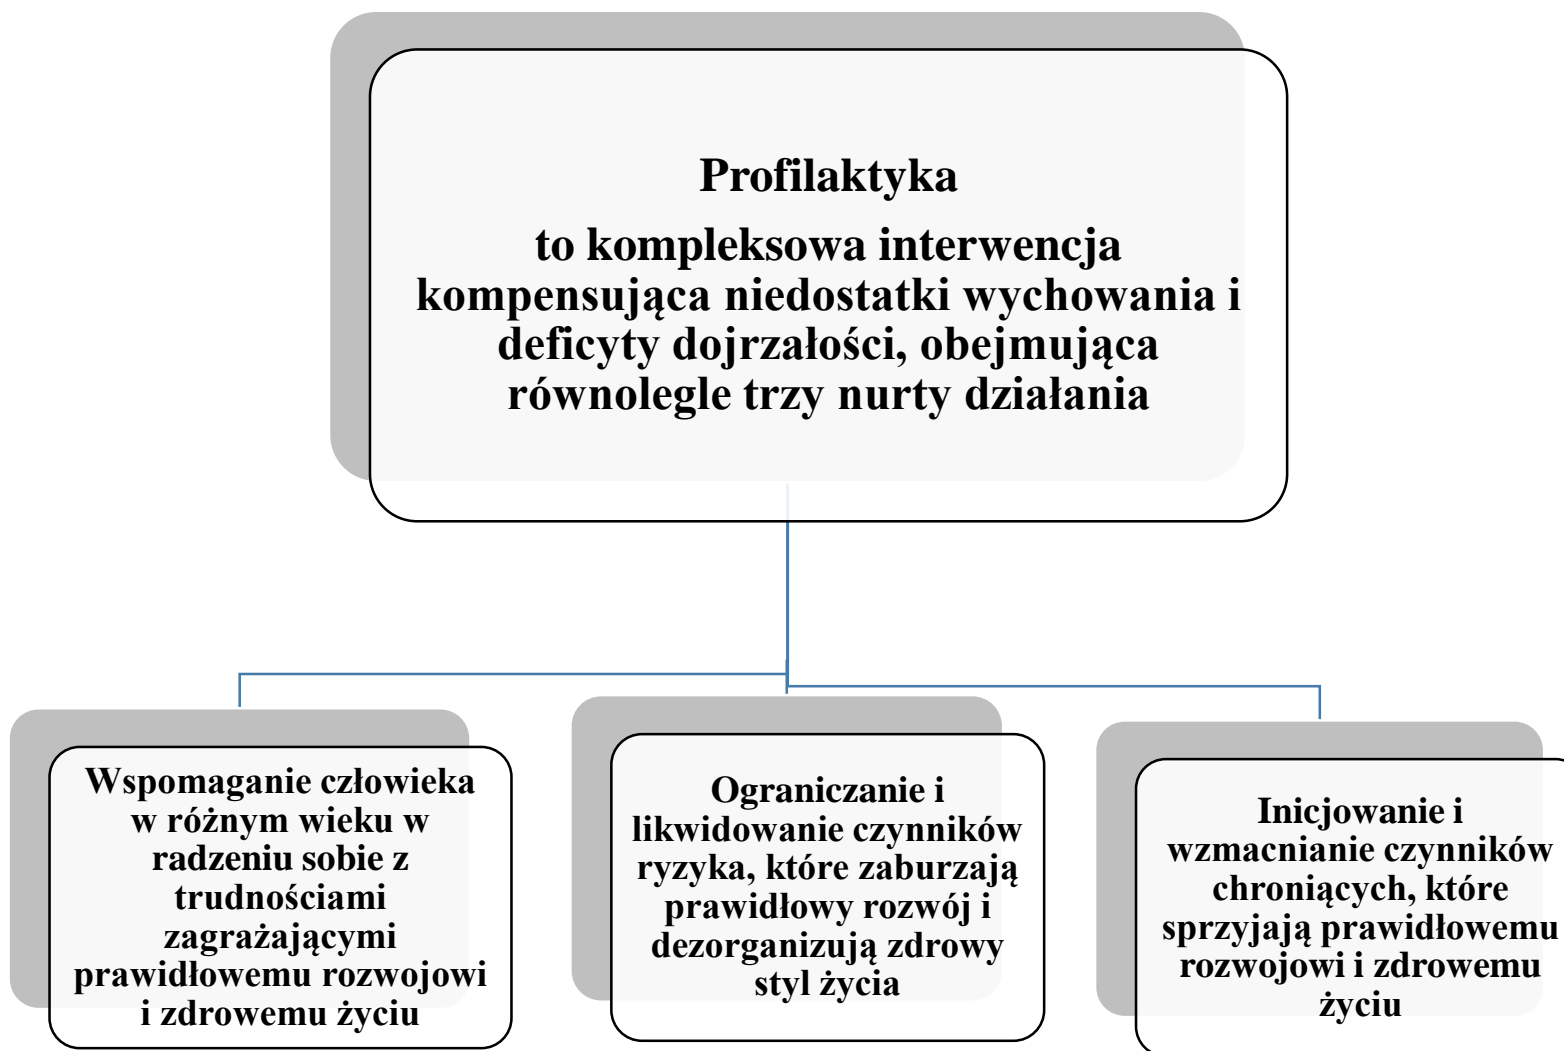 Profilaktyka
to kompleksowa interwencja
kompensująca niedostatki wychowania i
deficyty dojrzałości, obejmująca
równolegle trzy nurty działania
Wspomaganie człowieka
w różnym wieku w
radzeniu sobie z
trudnościami
zagrażającymi
prawidłowemu rozwojowi
i zdrowemu życiu
Ograniczanie i
likwidowanie czynników
ryzyka, które zaburzają
prawidłowy rozwój i
dezorganizują zdrowy
styl życia
Inicjowanie i
wzmacnianie czynników
chroniących, które
sprzyjają prawidłowemu
rozwojowi i zdrowemu
życiu